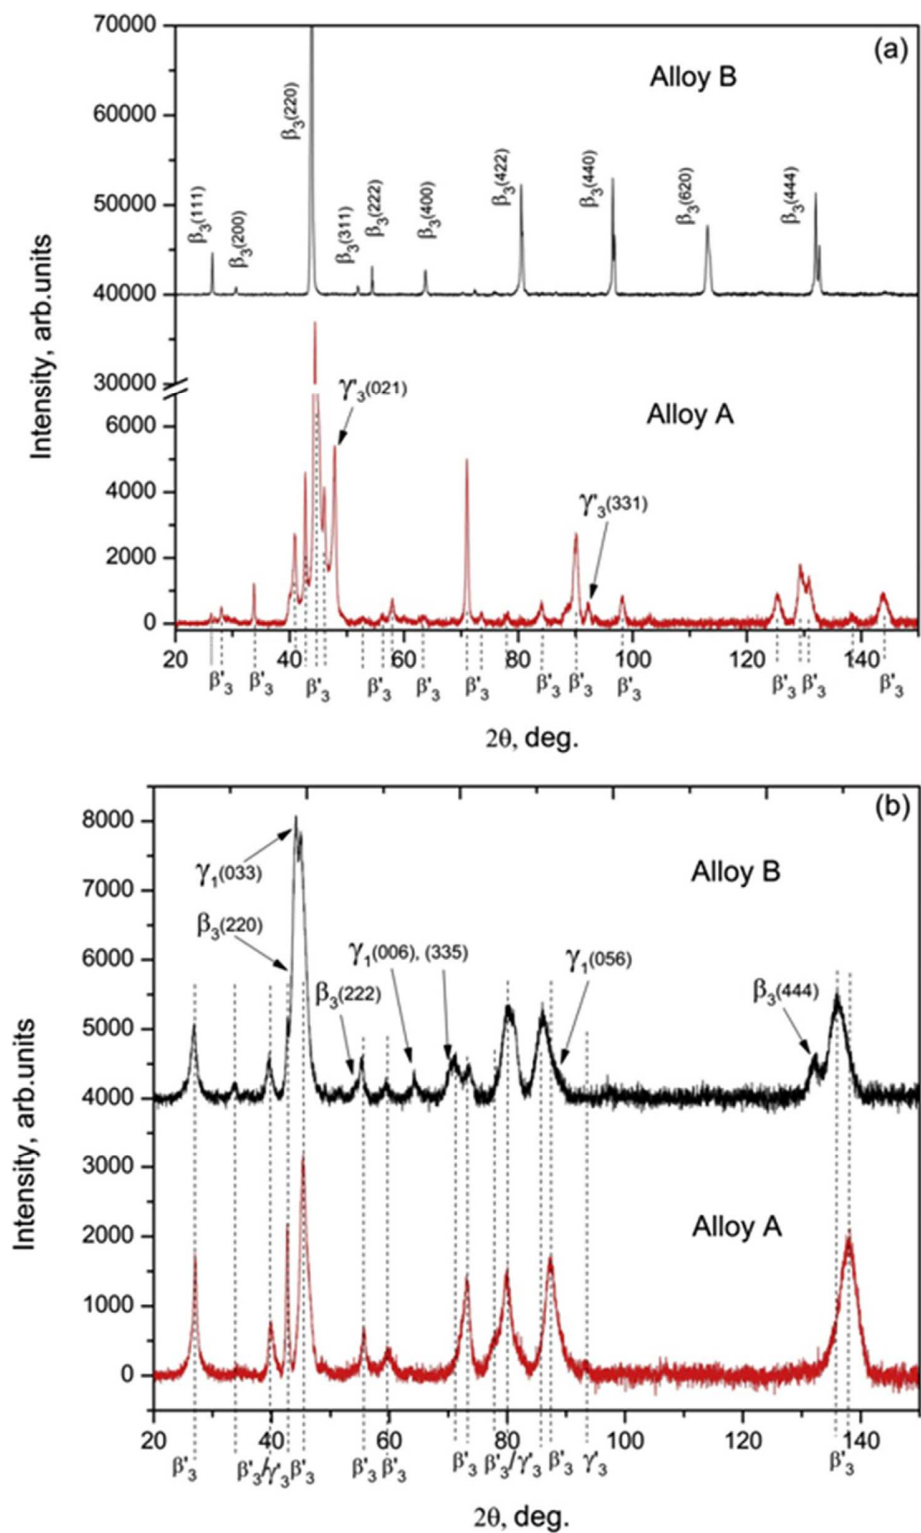 (a)
70000
60000
50000
40000
30000
6000
4000
2000
0
Intensity, arb.units
Alloy B
β₃(111)
β₃(200)
β₃(220)
β₃(311)
β₃(222)
β₃(400)
β₃(422)
β₃(440)
β₃(620)
β₃(444)
Alloy A
γ'₃(021)
γ'₃(331)
20 40 60 80 100 120 140
β'₃ β'₃ β'₃ β'₃ β'₃ β'₃ β'₃ β'₃ β'₃ β'₃ β'₃ β'₃
2θ, deg.
(b)
8000
7000
6000
5000
4000
3000
2000
1000
0
Intensity, arb.units
Alloy B
γ₁(033)
β₃(220)
β₃(222)
γ₁(006), (335)
γ₁(056)
β₃(444)
Alloy A
20 40 60 80 100 120 140
β'₃ β'₃/γ'₃ β'₃ β'₃ β'₃ β'₃ β'₃/γ'₃ β'₃ γ'₃ β'₃
2θ, deg.